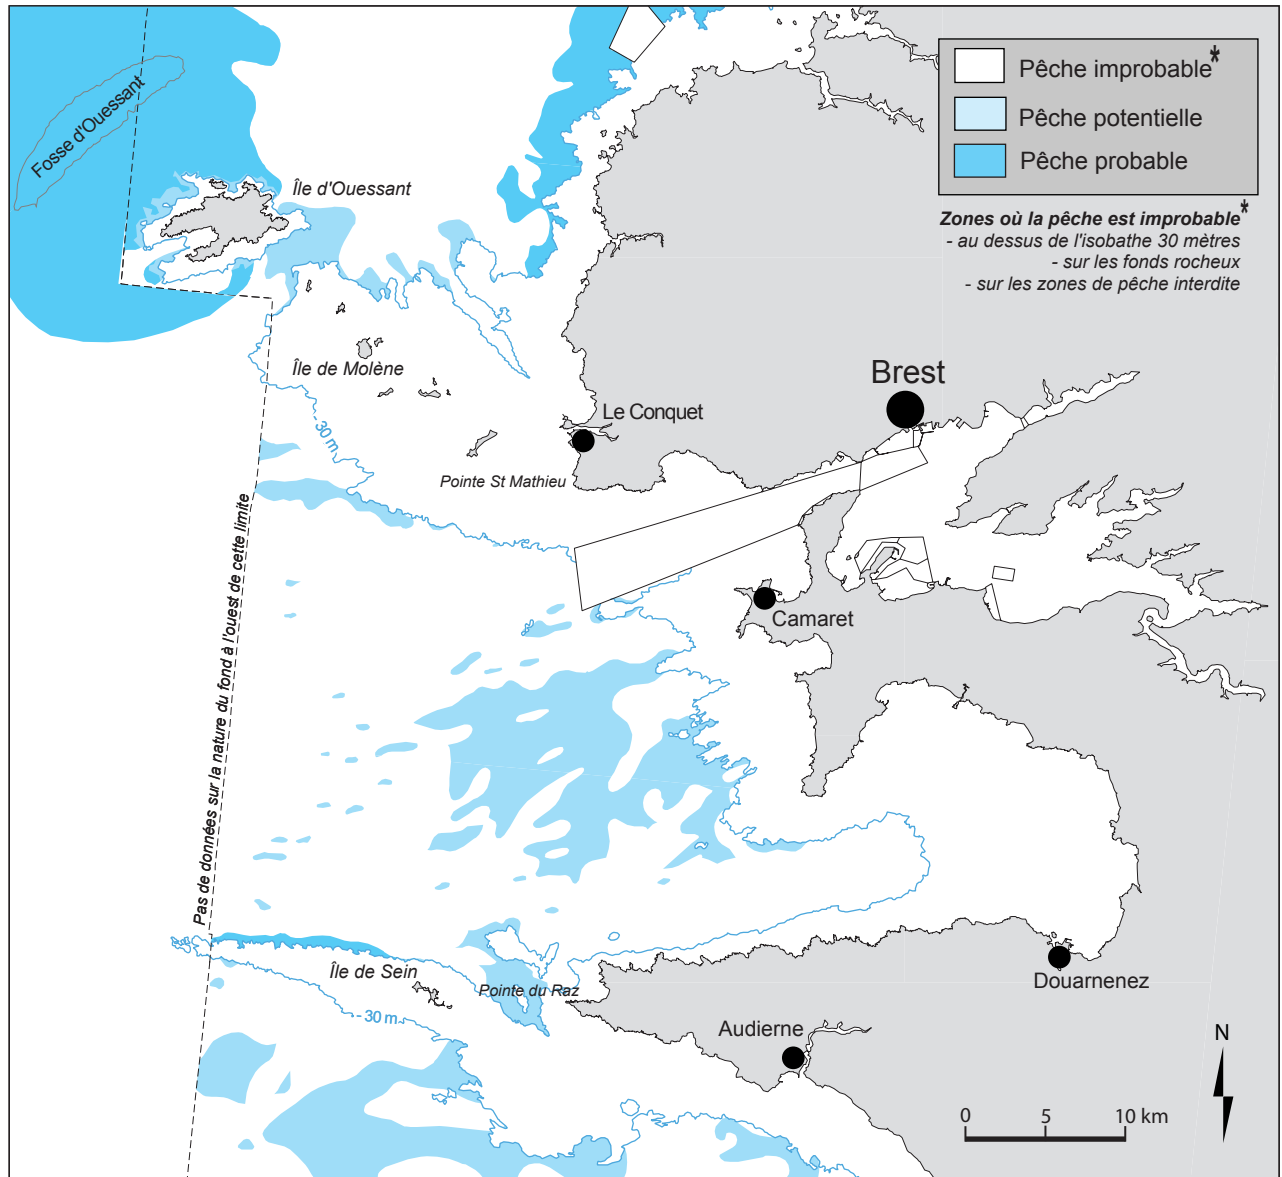 Pêche improbable*
Pêche potentielle
Pêche probable
Zones où la pêche est improbable*
- au dessus de l'isobathe 30 mètres
- sur les fonds rocheux
- sur les zones de pêche interdite
Fosse d'Ouessant
Île d'Ouessant
Île de Molène
Brest
Le Conquet
- 30 m
Pointe St Mathieu
Pas de données sur la nature du fond à l'ouest de cette limite
Camaret
Île de Sein
Pointe du Raz
Douarnenez
- 30 m
Audierne
N
0 5 10 km